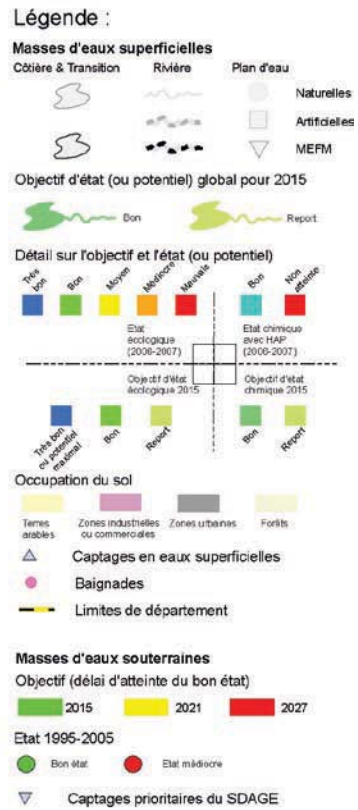 Légende :
Masses d'eaux superficielles
Côtière & Transition Rivière Plan d'eau
Naturelles
Artificielles
MEFM
Objectif d'état (ou potentiel) global pour 2015
Bon Report
Détail sur l'objectif et l'état (ou potentiel)
Très bon Bon Moyen Médiocre Mauvais Bon Non atteinte
Etat écologique (2006-2007)
Etat chimique avec HAP (2006-2007)
Objectif d'état écologique 2015
Objectif d'état chimique 2015
Très bon ou potentiel maximal Bon Report Bon Report
Occupation du sol
Terres arables
Zones industrielles ou commerciales
Zones urbaines
Forêts
Captages en eaux superficielles
Baignades
Limites de département
Masses d'eaux souterraines
Objectif (délai d'atteinte du bon état)
2015 2021 2027
Etat 1995-2005
Bon état Etat médiocre
Captages prioritaires du SDAGE